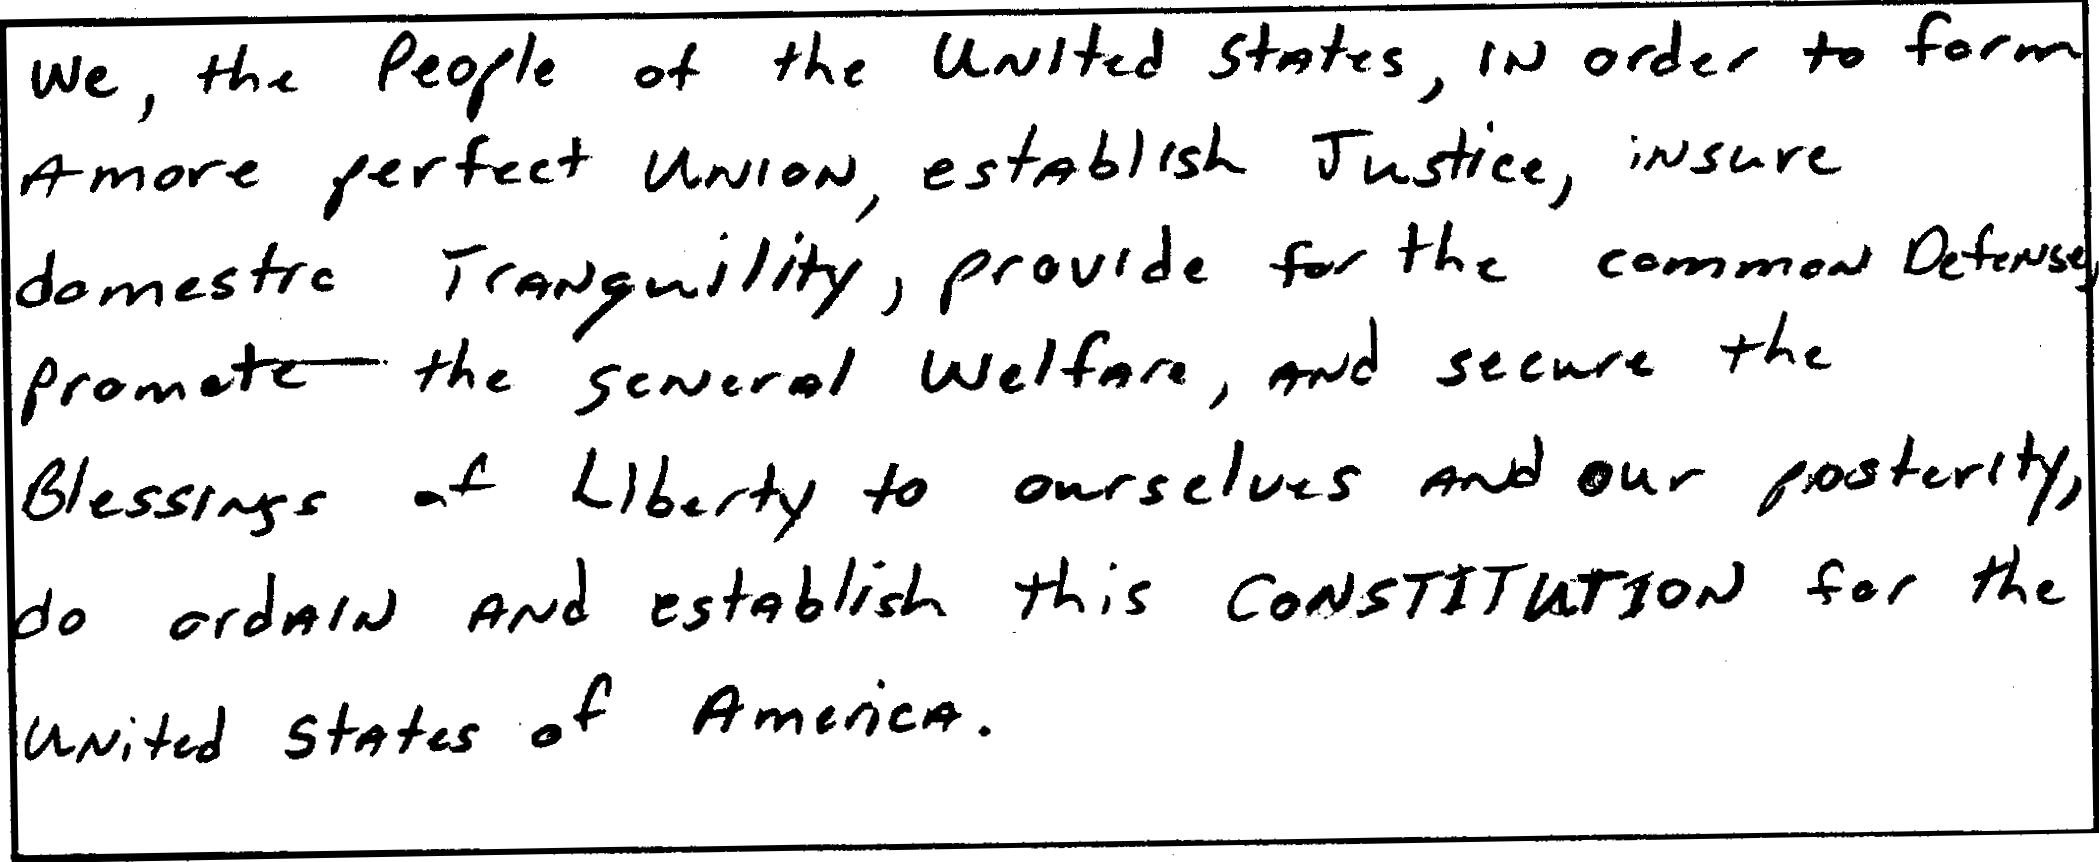 We, the People of the United States, in order to form
A more perfect Union, establish Justice, insure
domestic Tranquility, provide for the common Defense,
promote the general Welfare, and secure the
Blessings of Liberty to ourselves and our posterity,
do ordain and establish this CONSTITUTION for the
United States of America.